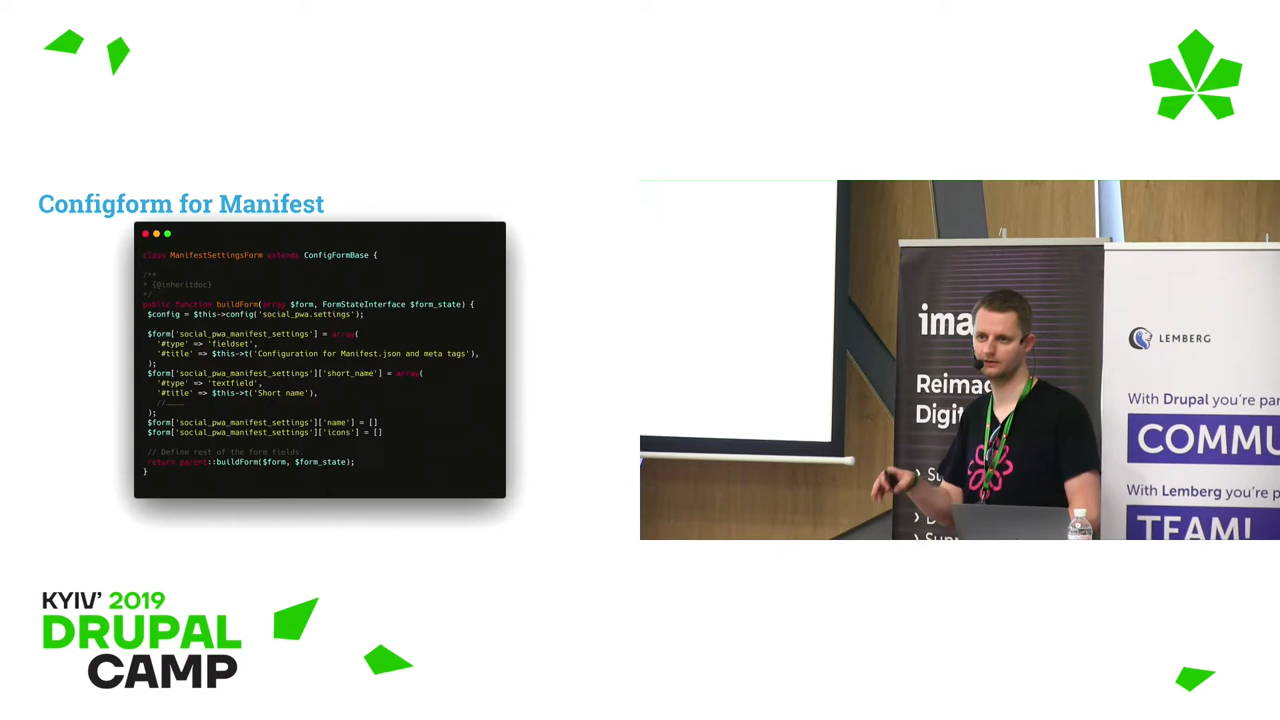 Configform for Manifest
class ManifestSettingsForm extends ConfigFormBase {
/**
* {@inheritdoc}
*/
public function buildForm(array $form, FormStateInterface $form_state) {
$config = $this->config('social_pwa.settings');
$form['social_pwa_manifest_settings'] = array(
'#type' => 'fieldset',
'#title' => $this->t('Configuration for Manifest.json and meta tags'),
);
$form['social_pwa_manifest_settings']['short_name'] = array(
'#type' => 'textfield',
'#title' => $this->t('Short name'),
//……
);
$form['social_pwa_manifest_settings']['name'] = []
$form['social_pwa_manifest_settings']['icons'] = []
// Define rest of the form fields.
return parent::buildForm($form, $form_state);
}
ima
Reimag
Digit
› Su
› D
› Supp
LEMBERG
With Drupal you're par
COMMU
With Lemberg you're p
TEAM!
KYIV' 2019
DRUPAL
CAMP